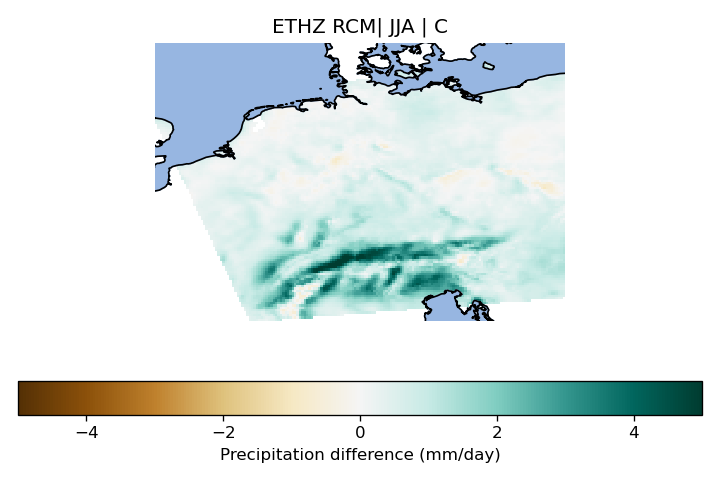 ETHZ RCM| JJA | C
−4 −2 0 2 4
Precipitation difference (mm/day)